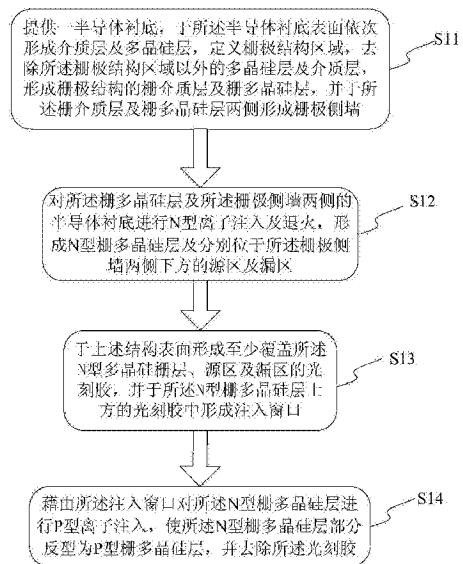 提供一半导体衬底，于所述半导体衬底表面依次
形成介质层及多晶硅层，定义栅极结构区域，去
除所述栅极结构区域以外的多晶硅层及介质层，
形成栅极结构的栅介质层及栅多晶硅层，并于所
述栅介质层及栅多晶硅层两侧形成栅极侧墙
S11
对所述栅多晶硅层及所述栅极侧墙两侧的
半导体衬底进行N型离子注入及退火，形
成N型栅多晶硅层及分别位于所述栅极侧
墙两侧下方的源区及漏区
S12
于上述结构表面形成至少覆盖所述
N型多晶硅栅层、源区及漏区的光
刻胶，并于所述N型栅多晶硅层上
方的光刻胶中形成注入窗口
S13
藉由所述注入窗口对所述N型栅多晶硅层进
行P型离子注入，使所述N型栅多晶硅层部分
反型为P型栅多晶硅层，并去除所述光刻胶
S14